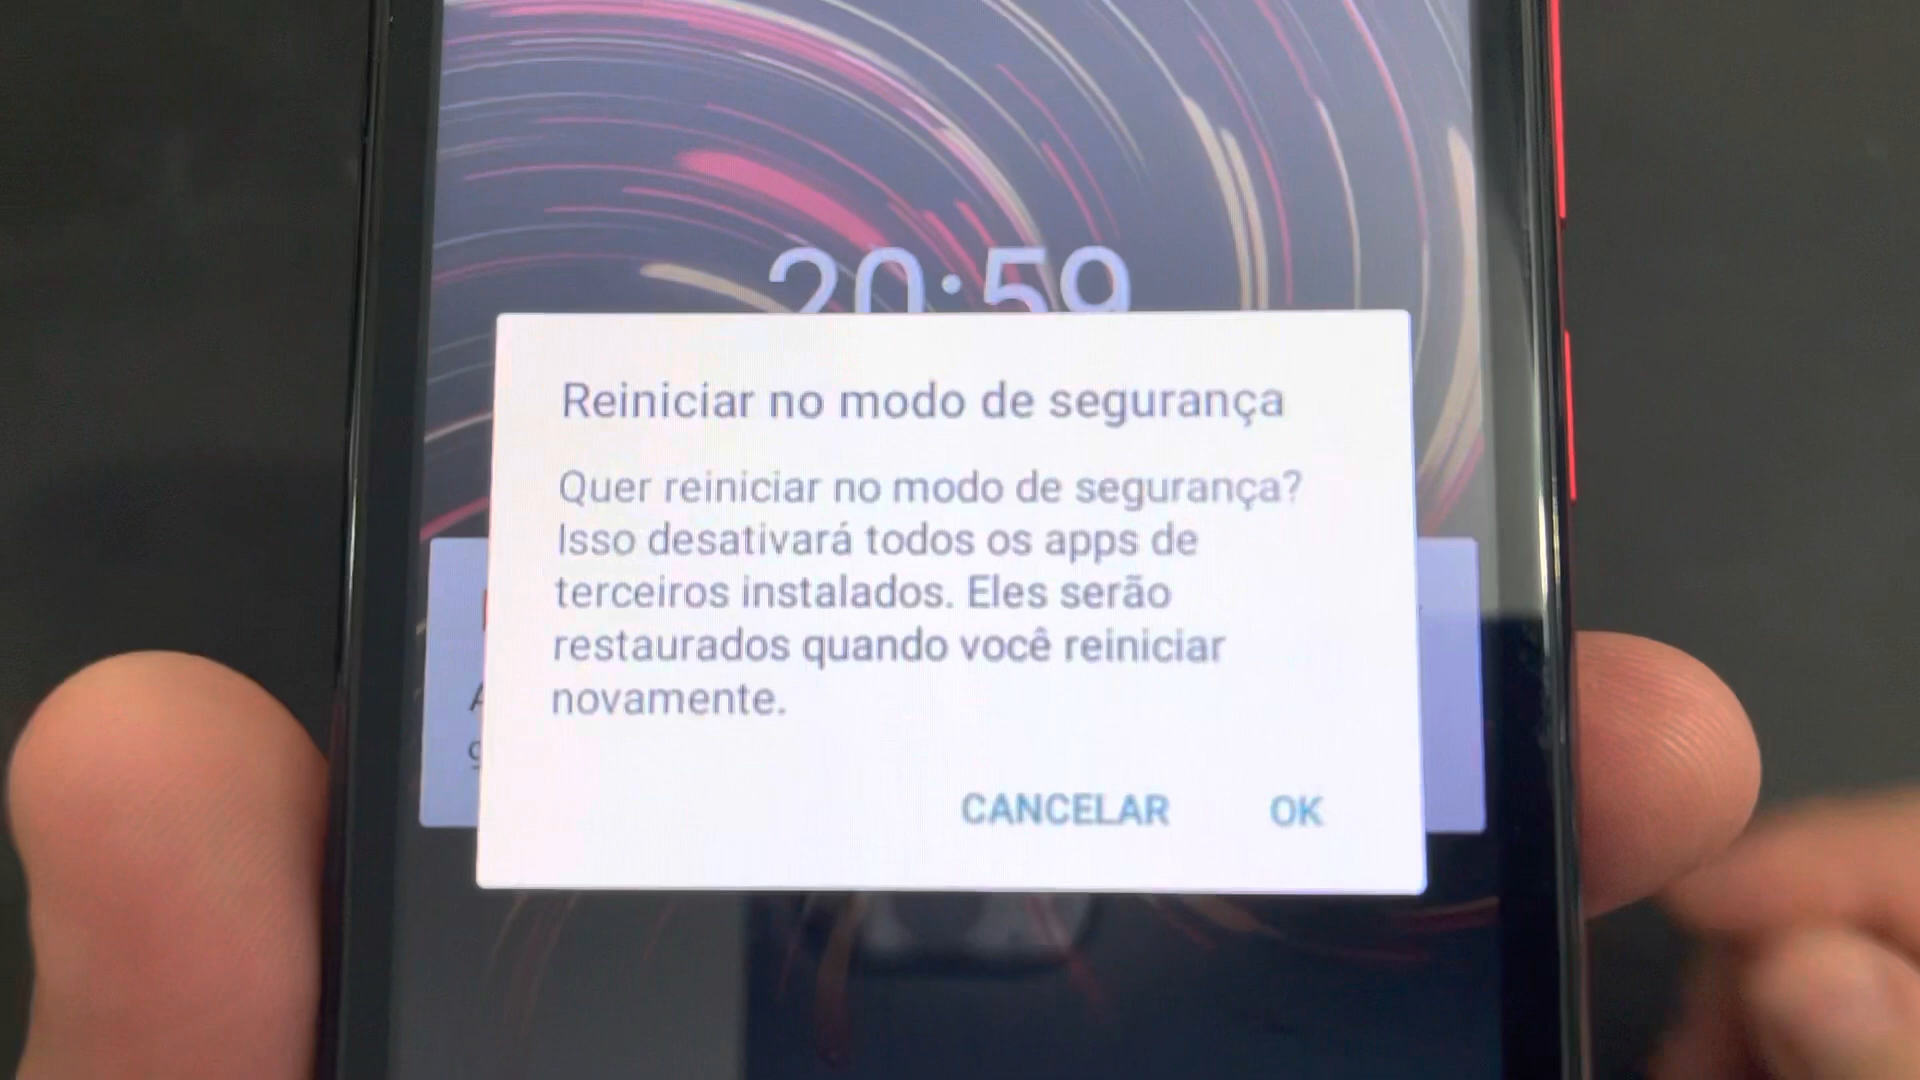 20:59
Reiniciar no modo de segurança
Quer reiniciar no modo de segurança?
Isso desativará todos os apps de
terceiros instalados. Eles serão
restaurados quando você reiniciar
novamente.
CANCELAR OK